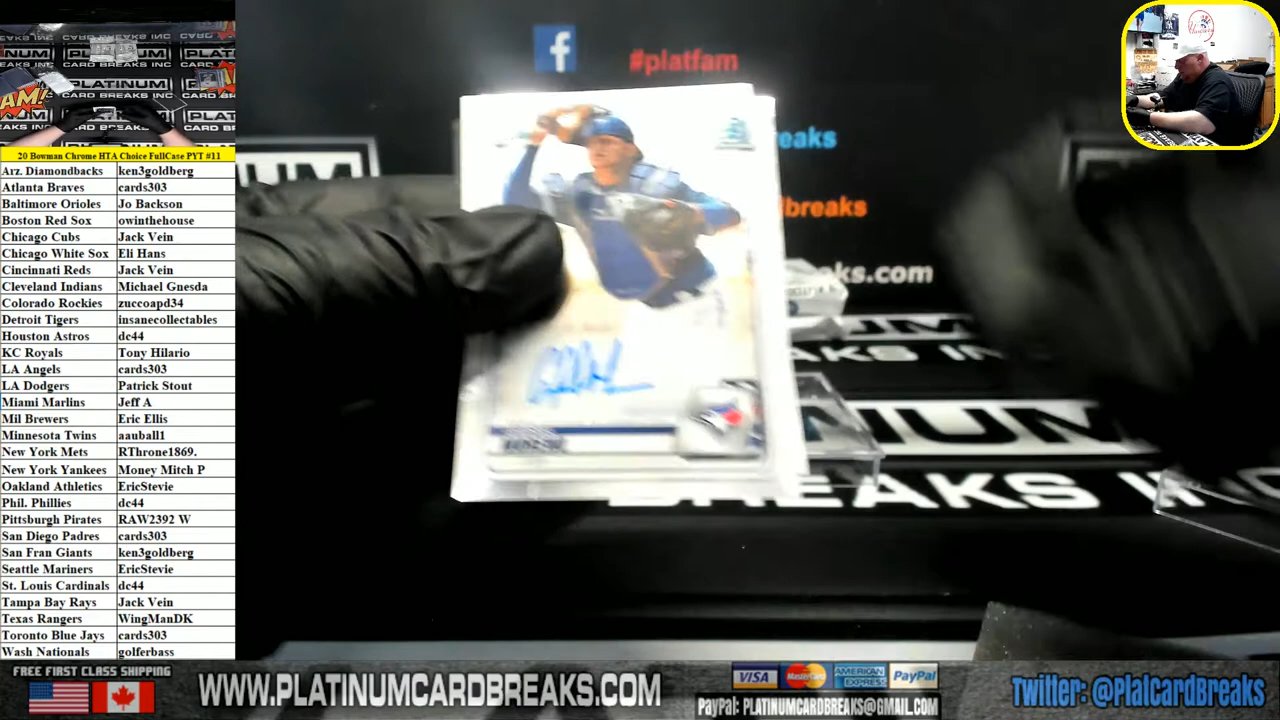 #platfam
20 Bowman Chrome HTA Choice FullCase PYT #11
Arz. Diamondbacks ken3goldberg
Atlanta Braves cards303
Baltimore Orioles Jo Backson
Boston Red Sox owinthehouse
Chicago Cubs Jack Vein
Chicago White Sox Eli Hans
Cincinnati Reds Jack Vein
Cleveland Indians Michael Gnesda
Colorado Rockies zuccoapd34
Detroit Tigers insanecollectables
Houston Astros dc44
KC Royals Tony Hilario
LA Angels cards303
LA Dodgers Patrick Stout
Miami Marlins Jeff A
Mil Brewers Eric Ellis
Minnesota Twins aauball1
New York Mets RThrone1869.
New York Yankees Money Mitch P
Oakland Athletics EricStevie
Phil. Phillies dc44
Pittsburgh Pirates RAW2392 W
San Diego Padres cards303
San Fran Giants ken3goldberg
Seattle Mariners EricStevie
St. Louis Cardinals dc44
Tampa Bay Rays Jack Vein
Texas Rangers WingManDK
Toronto Blue Jays cards303
Wash Nationals golferbass
FREE FIRST CLASS SHIPPING
WWW.PLATINUMCARDBREAKS.COM
VISA MasterCard AMERICAN EXPRESS PayPal
PayPal: PLATINUMCARDBREAKS@GMAIL.COM
Twitter: @PlatCardBreaks